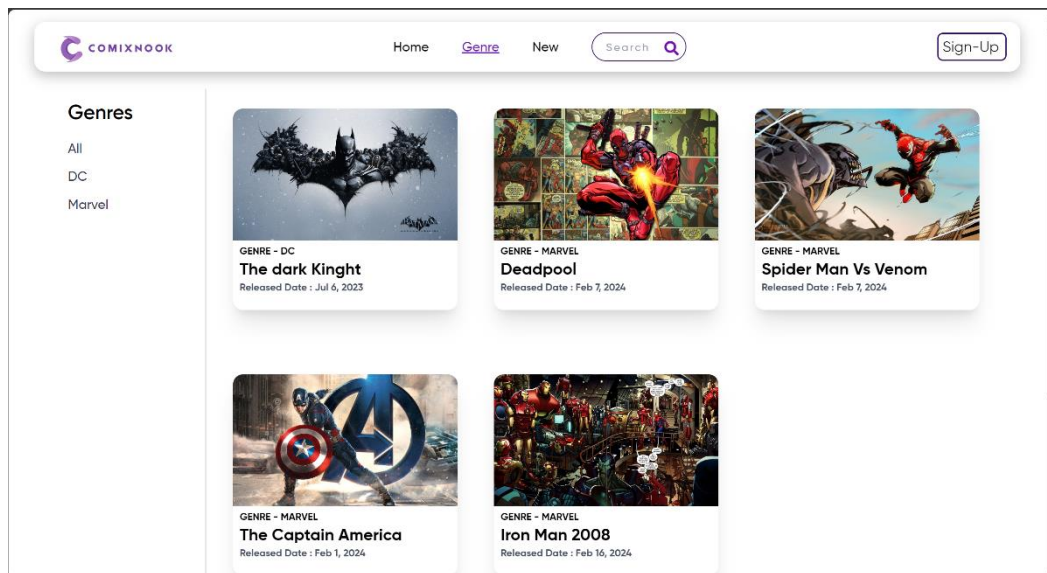 COMIXNOOK
Home Genre New Search Sign-Up
Genres
All
DC
Marvel
GENRE - DC
The dark Kinght
Released Date : Jul 6, 2023
GENRE - MARVEL
Deadpool
Released Date : Feb 7, 2024
GENRE - MARVEL
Spider Man Vs Venom
Released Date : Feb 7, 2024
GENRE - MARVEL
The Captain America
Released Date : Feb 1, 2024
GENRE - MARVEL
Iron Man 2008
Released Date : Feb 16, 2024